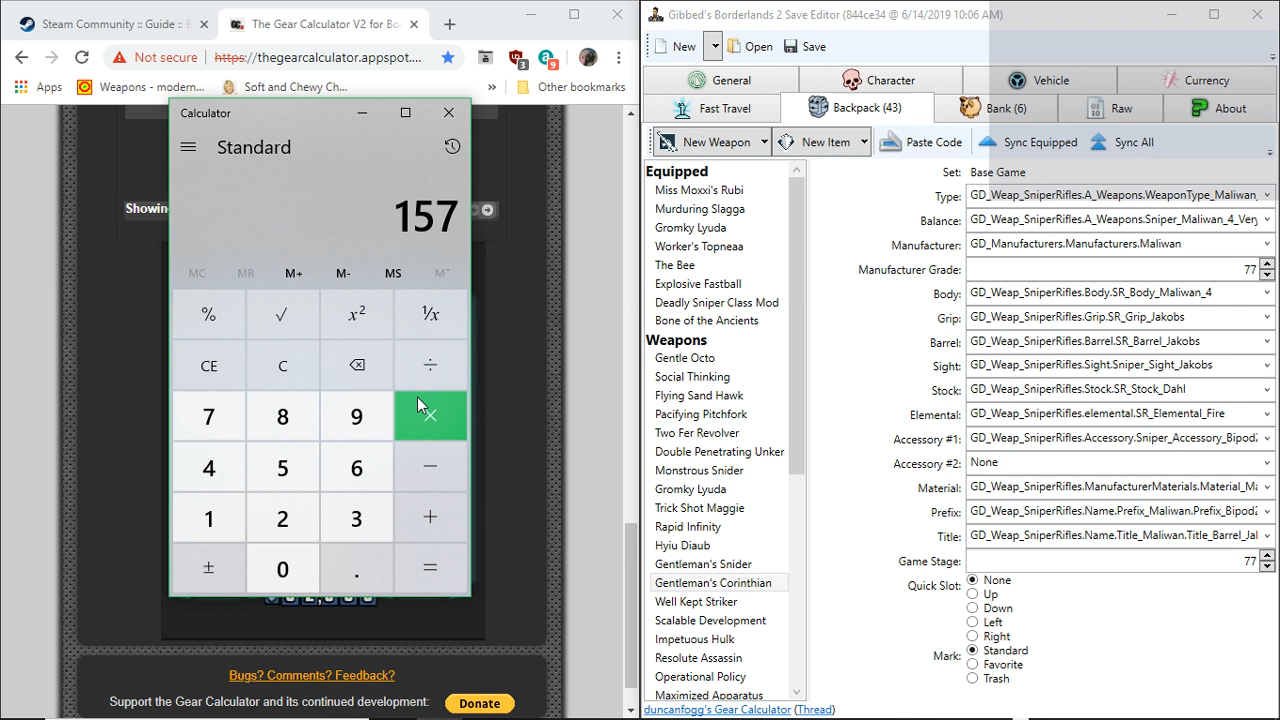 Steam Community :: Guide :: B
The Gear Calculator V2 for Bo
Not secure
https://thegearcalculator.appspot....
3
9
Apps
Weapons - modern...
Soft and Chewy Ch...
»
Other bookmarks
Showin
Calculator
Standard
157
MC
MR
M+
M-
MS
M˅
%
√
x²
⅟x
CE
C
÷
7
8
9
×
4
5
6
−
1
2
3
+
±
0
.
=
Bugs? Comments? Feedback?
Support the Gear Calculator and its continued development.
Donate
Gibbed's Borderlands 2 Save Editor (844ce34 @ 6/14/2019 10:06 AM)
New
Open
Save
General
Character
Vehicle
Currency
Fast Travel
Backpack (43)
Bank (6)
Raw
About
New Weapon
New Item
Paste Code
Sync Equipped
Sync All
Equipped
Miss Moxxi's Rubi
Murduring Slagga
Gromky Lyuda
Worker's Topneaa
The Bee
Explosive Fastball
Deadly Sniper Class Mod
Bone of the Ancients
Weapons
Gentle Octo
Social Thinking
Flying Sand Hawk
Pacifying Pitchfork
Two Fer Revolver
Double Penetrating Unker
Monstrous Snider
Gromky Lyuda
Trick Shot Maggie
Rapid Infinity
Hyiu Diaub
Gentleman's Snider
Gentleman's Corinthian
Well Kept Striker
Scalable Development
Impetuous Hulk
Resolute Assassin
Operational Policy
Maximized Apparatus
duncanfogg's Gear Calculator (Thread)
Set: Base Game
Type: GD_Weap_SniperRifles.A_Weapons.WeaponType_Maliwan_
Balance: GD_Weap_SniperRifles.A_Weapons.Sniper_Maliwan_4_Very
Manufacturer: GD_Manufacturers.Manufacturers.Maliwan
Manufacturer Grade: 77
Body: GD_Weap_SniperRifles.Body.SR_Body_Maliwan_4
Grip: GD_Weap_SniperRifles.Grip.SR_Grip_Jakobs
Barrel: GD_Weap_SniperRifles.Barrel.SR_Barrel_Jakobs
Sight: GD_Weap_SniperRifles.Sight.Sniper_Sight_Jakobs
Stock: GD_Weap_SniperRifles.Stock.SR_Stock_Dahl
Elemental: GD_Weap_SniperRifles.elemental.SR_Elemental_Fire
Accessory #1: GD_Weap_SniperRifles.Accessory.Sniper_Accessory_Bipod
Accessory #2: None
Material: GD_Weap_SniperRifles.ManufacturerMaterials.Material_Ma
Prefix: GD_Weap_SniperRifles.Name.Prefix_Maliwan.Prefix_Bipod
Title: GD_Weap_SniperRifles.Name.Title_Maliwan.Title_Barrel_Ja
Game Stage: 77
Quick Slot: None
Up
Down
Left
Right
Mark: Standard
Favorite
Trash